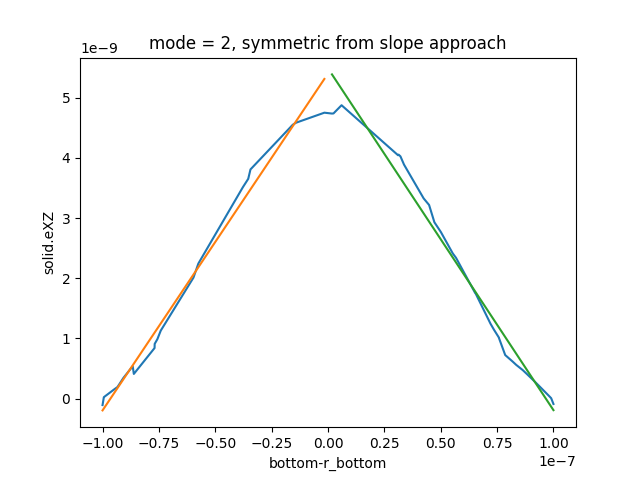 mode = 2, symmetric from slope approach
1e−9
5
4
3
2
1
0
solid.eXZ
−1.00 −0.75 −0.50 −0.25 0.00 0.25 0.50 0.75 1.00
bottom-r_bottom
1e−7